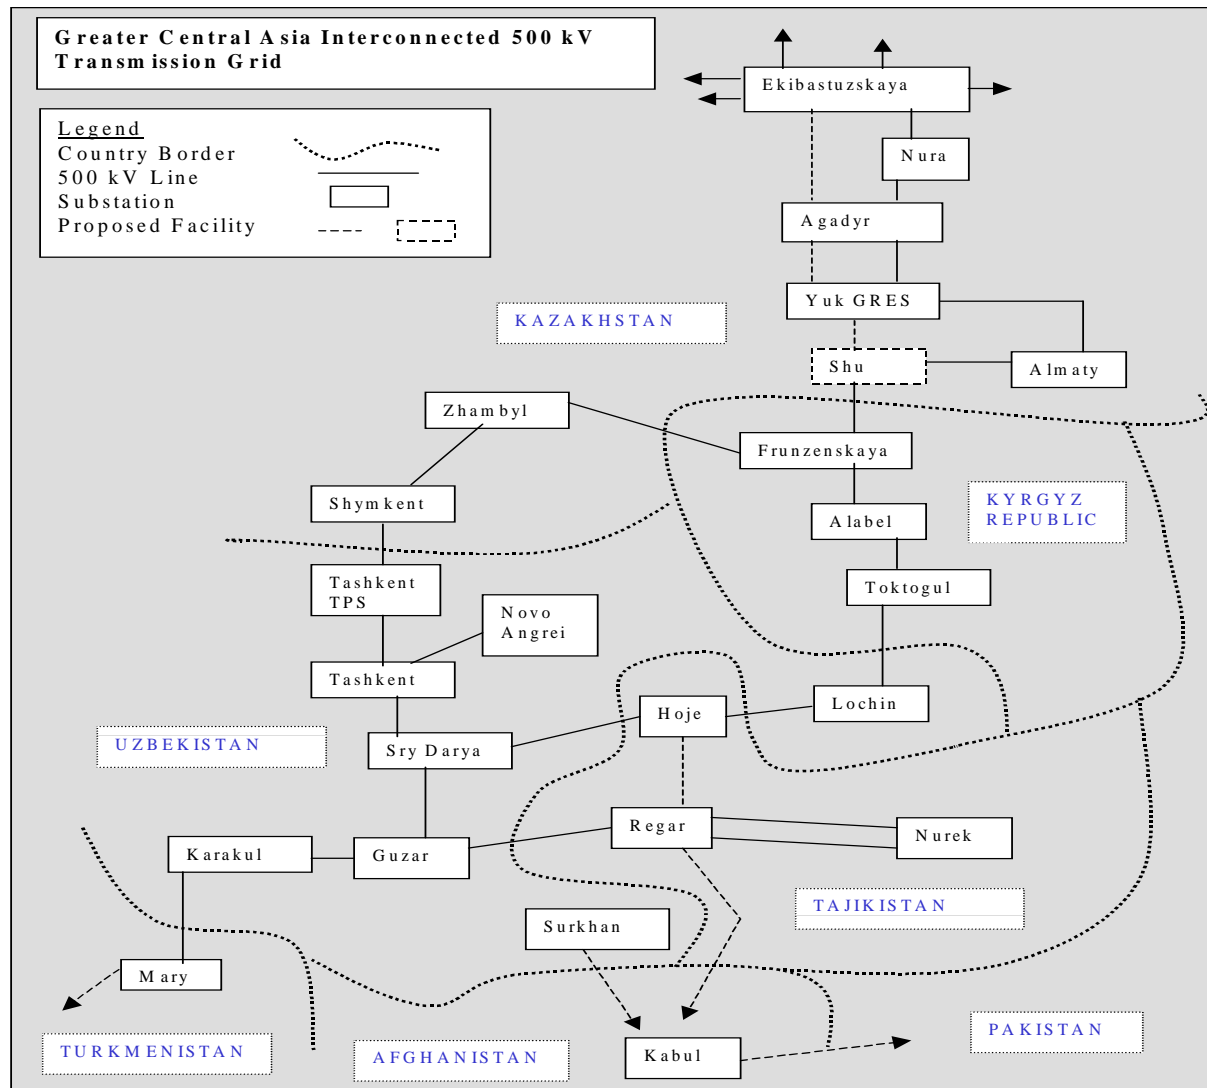 Greater Central Asia Interconnected 500 kV
Transmission Grid
Legend
Country Border
500 kV Line
Substation
Proposed Facility
Ekibastuzskaya
Nura
Agadyr
Yuk GRES
KAZAKHSTAN
Shu
Almaty
Zhambyl
Frunzenskaya
Shymkent
KYRGYZ
REPUBLIC
Alabel
Tashkent
TPS
Toktogul
Novo
Angrei
Tashkent
Hoje
Lochin
UZBEKISTAN
Sry Darya
Regar
Nurek
Karakul
Guzar
TAJIKISTAN
Surkhan
Mary
PAKISTAN
TURKMENISTAN
AFGHANISTAN
Kabul